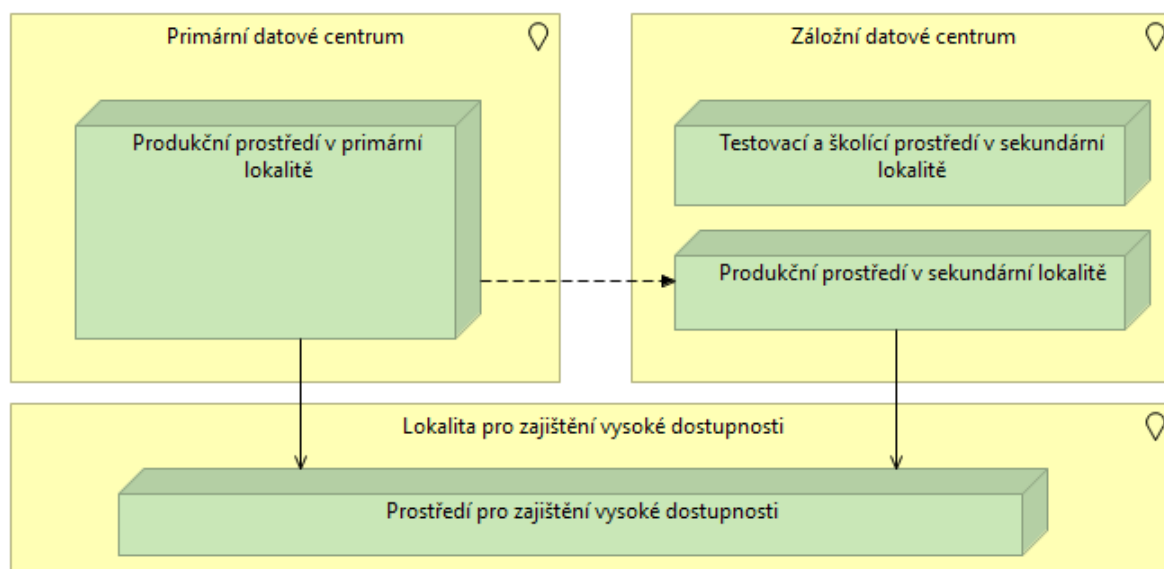 Primární datové centrum
Záložní datové centrum
Produkční prostředí v primární
lokalitě
Testovací a školící prostředí v sekundární
lokalitě
Produkční prostředí v sekundární lokalitě
Lokalita pro zajištění vysoké dostupnosti
Prostředí pro zajištění vysoké dostupnosti